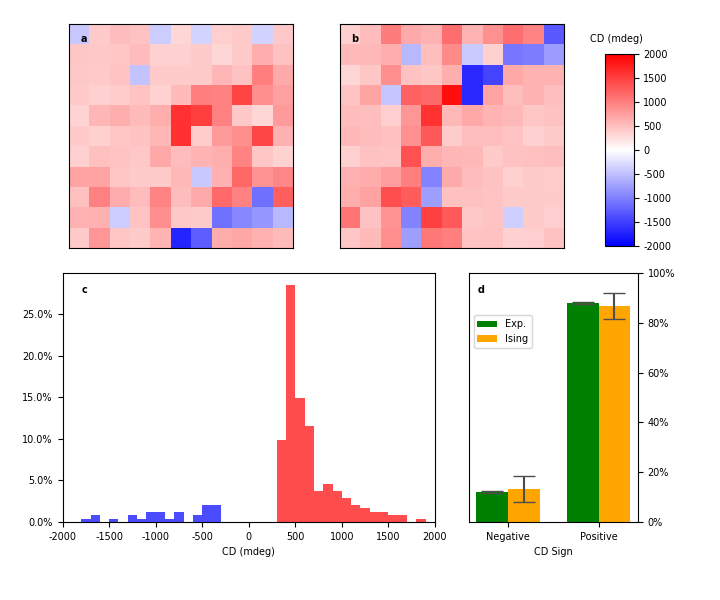 a
b
CD (mdeg)
2000
1500
1000
500
0
-500
-1000
-1500
-2000
c
25.0%
20.0%
15.0%
10.0%
5.0%
0.0%
-2000 -1500 -1000 -500 0 500 1000 1500 2000
CD (mdeg)
d
Exp.
Ising
100%
80%
60%
40%
20%
0%
Negative Positive
CD Sign